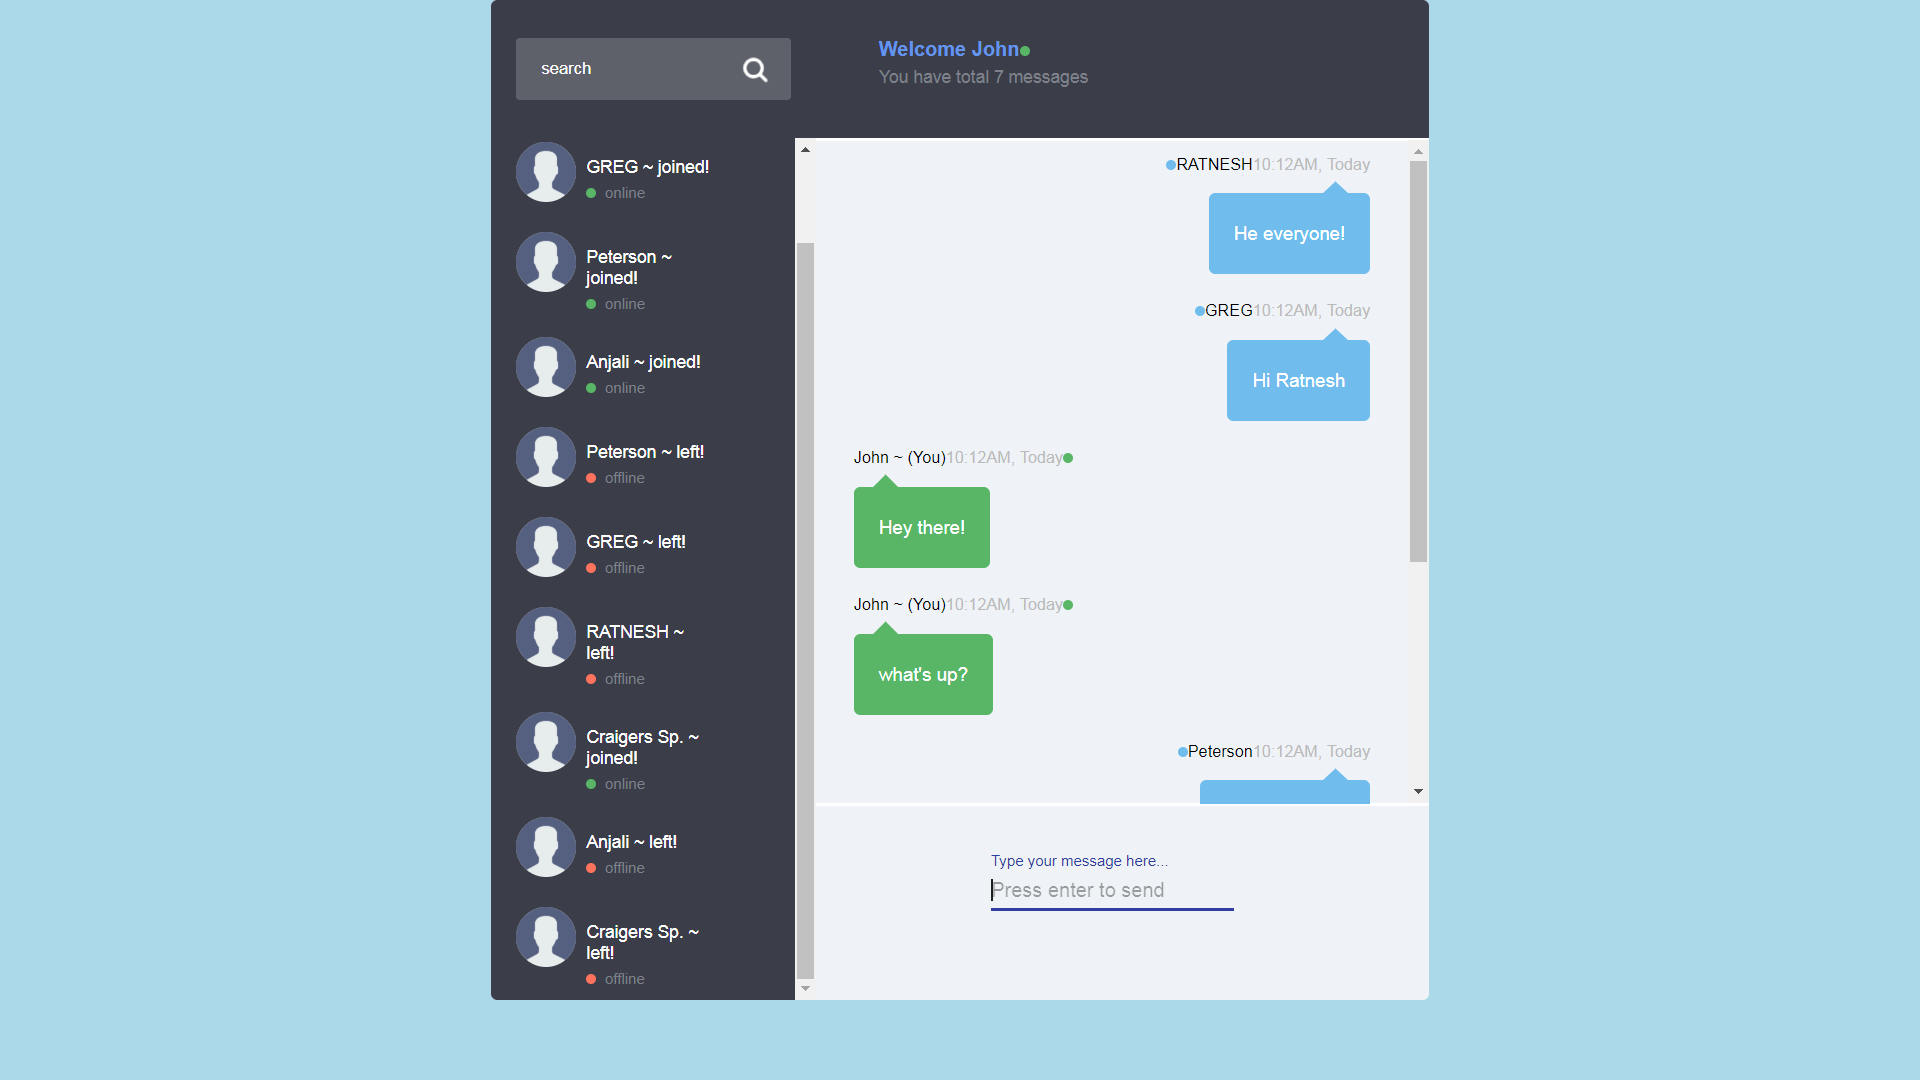 search
Welcome John
You have total 7 messages
GREG ~ joined!
online
Peterson ~
joined!
online
Anjali ~ joined!
online
Peterson ~ left!
offline
GREG ~ left!
offline
RATNESH ~
left!
offline
Craigers Sp. ~
joined!
online
Anjali ~ left!
offline
Craigers Sp. ~
left!
offline
RATNESH10:12AM, Today
He everyone!
GREG10:12AM, Today
Hi Ratnesh
John ~ (You)10:12AM, Today
Hey there!
John ~ (You)10:12AM, Today
what's up?
Peterson10:12AM, Today
Type your message here...
Press enter to send